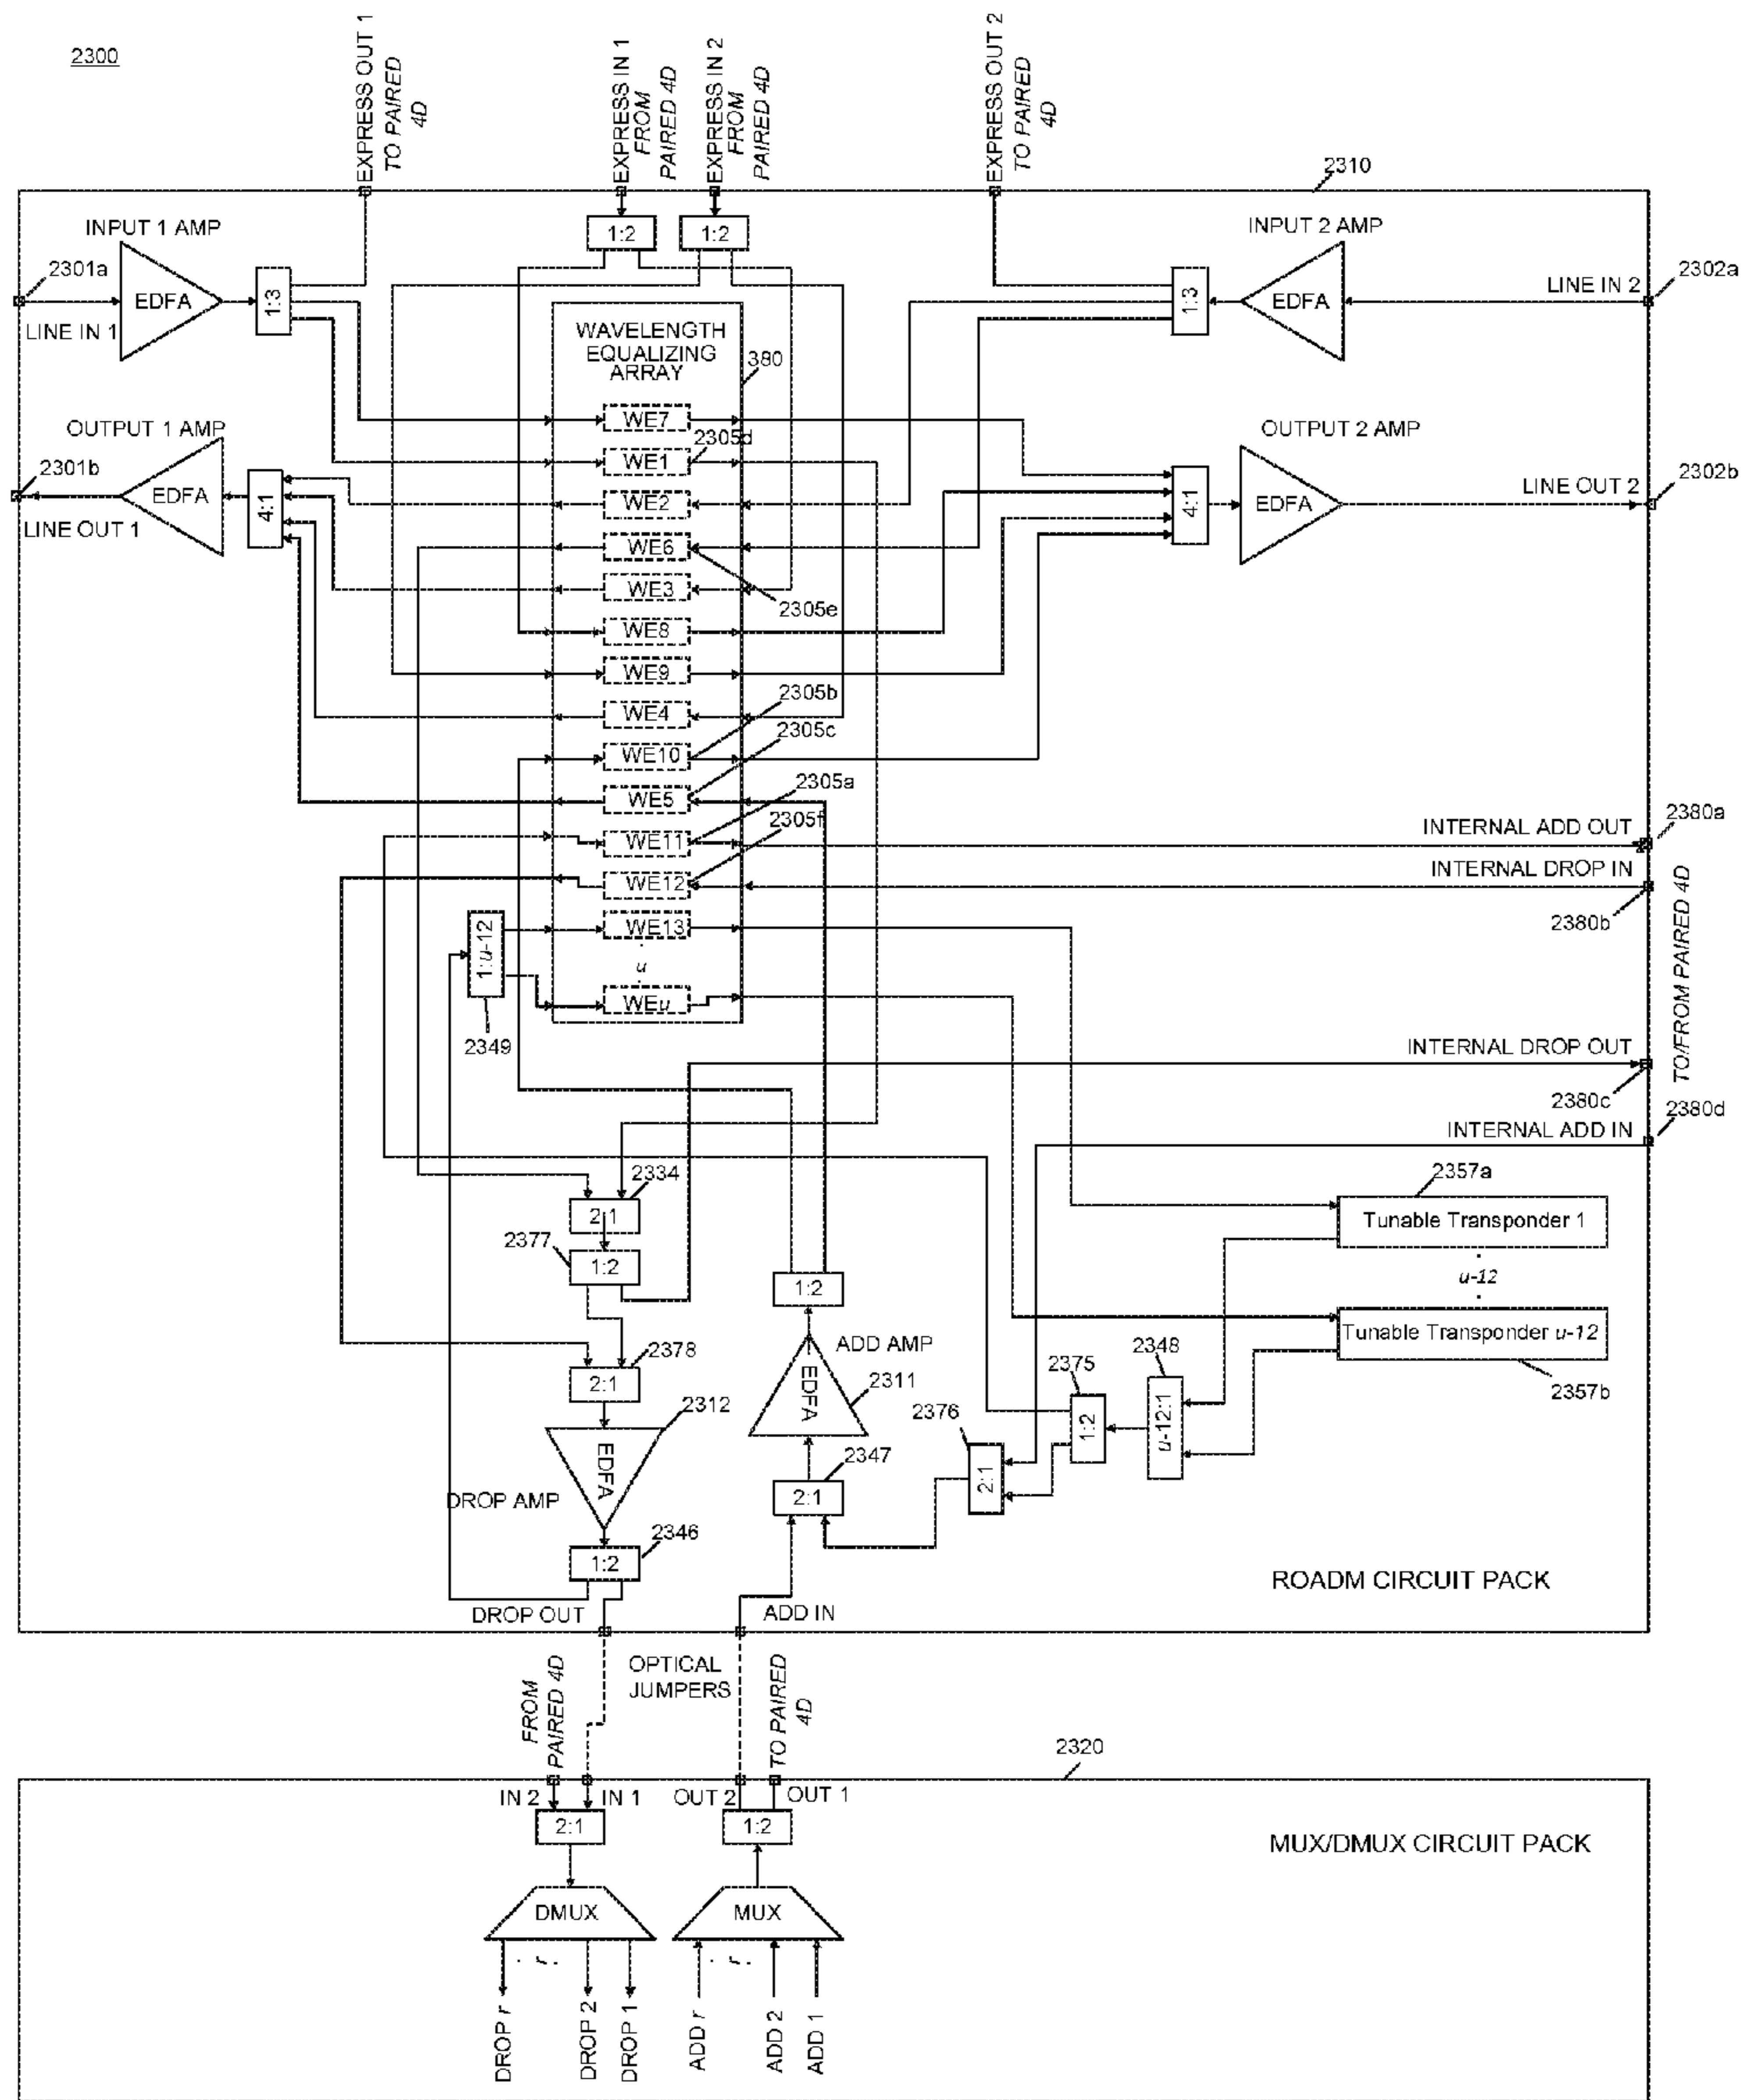 2300
EXPRESS OUT 1
TO PAIRED
4D
EXPRESS IN 1
FROM
PAIRED 4D
EXPRESS IN 2
FROM
PAIRED 4D
EXPRESS OUT 2
TO PAIRED
4D
2310
INPUT 1 AMP
1:2
1:2
INPUT 2 AMP
2301a
EDFA
1:3
LINE IN 1
1:3
EDFA
LINE IN 2
2302a
WAVELENGTH
EQUALIZING
ARRAY
380
OUTPUT 1 AMP
2301b
EDFA
4:1
LINE OUT 1
OUTPUT 2 AMP
4:1
EDFA
LINE OUT 2
2302b
WE7
2305d
WE1
WE2
WE6
WE3
2305e
WE8
WE9
2305b
WE4
2305c
WE10
2305a
WE5
2305f
WE11
WE12
WE13
u
WEu
INTERNAL ADD OUT
2380a
INTERNAL DROP IN
2380b
TO/FROM PAIRED 4D
1:u-12
2349
INTERNAL DROP OUT
2380c
2380d
INTERNAL ADD IN
2334
2:1
2377
1:2
2357a
Tunable Transponder 1
u-12
Tunable Transponder u-12
2357b
1:2
ADD AMP
2378
2:1
EDFA
2311
2375
2348
2376
1:2
u-12:1
2:1
2312
EDFA
DROP AMP
2347
2:1
2346
1:2
DROP OUT
ADD IN
ROADM CIRCUIT PACK
OPTICAL
JUMPERS
FROM
PAIRED 4D
TO PAIRED
4D
2320
IN 2
IN 1
OUT 2
OUT 1
2:1
1:2
MUX/DMUX CIRCUIT PACK
DMUX
MUX
r
r
DROP r
DROP 2
DROP 1
ADD r
ADD 2
ADD 1